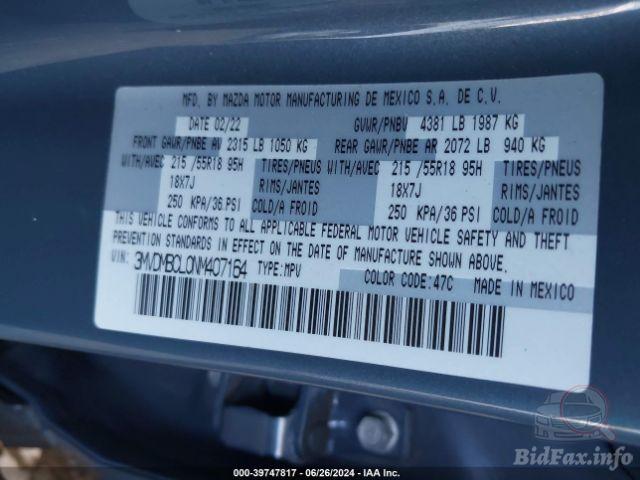 MFD. BY MAZDA MOTOR MANUFACTURING DE MEXICO S.A. DE C.V.
DATE 02/22 GVWR/PNBV 4381 LB 1987 KG
FRONT GAWR/PNBE AV 2315 LB 1050 KG REAR GAWR/PNBE AR 2072 LB 940 KG
WITH/AVEC 215 /55R18 95H TIRES/PNEUS WITH/AVEC 215 /55R18 95H TIRES/PNEUS
18X7J RIMS/JANTES 18X7J RIMS/JANTES
250 KPA/36 PSI COLD/A FROID 250 KPA/36 PSI COLD/A FROID
THIS VEHICLE CONFORMS TO ALL APPLICABLE FEDERAL MOTOR VEHICLE SAFETY AND THEFT
PREVENTION STANDARDS IN EFFECT ON THE DATE OF MANUFACTURE SHOWN ABOVE.
VIN: 3MVDMBCL0NM407164 TYPE:MPV COLOR CODE:47C MADE IN MEXICO
00-39747817 - 06/26/2024 - IAA Inc.
BidFax.info